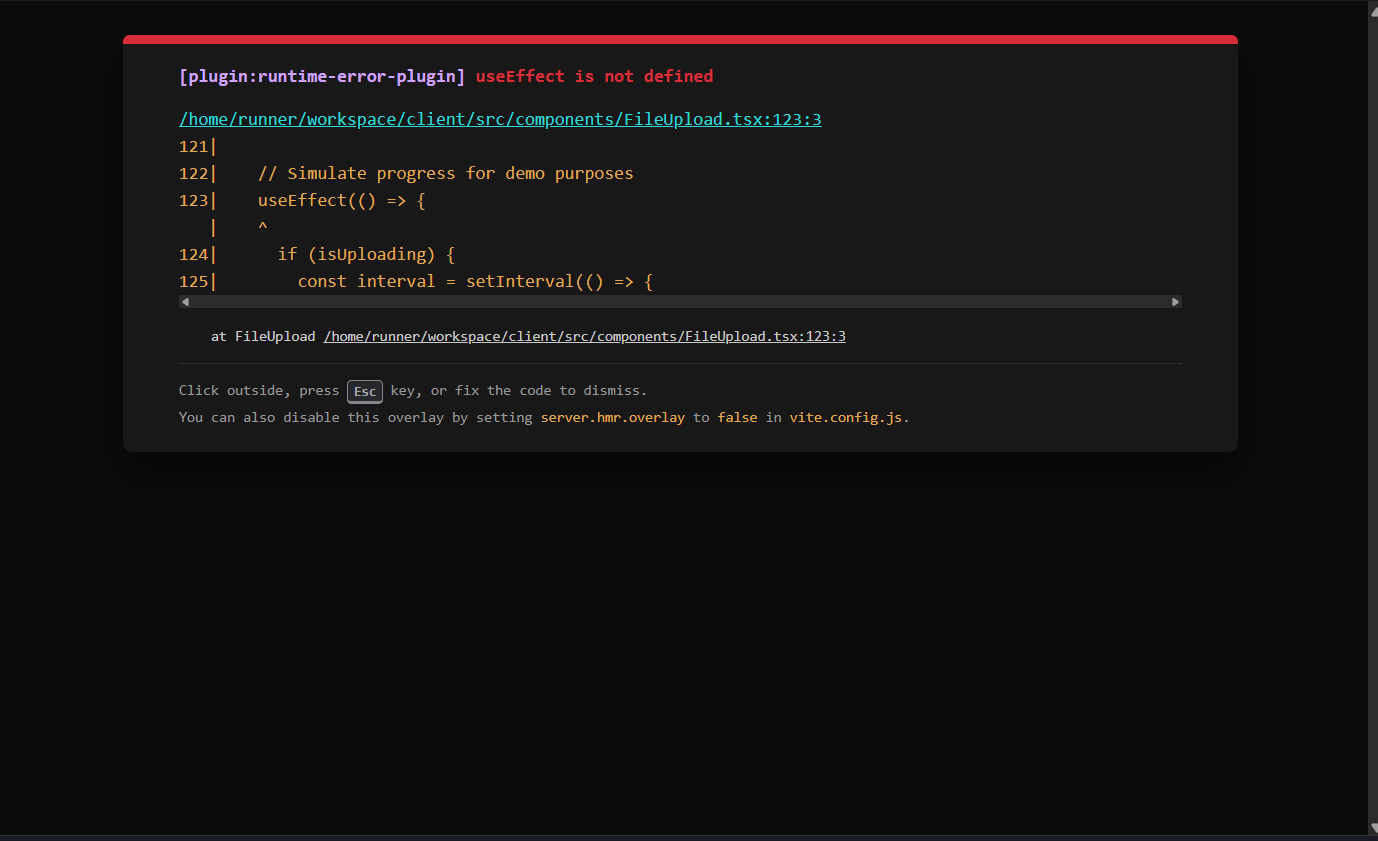 [plugin:runtime-error-plugin] useEffect is not defined
/home/runner/workspace/client/src/components/FileUpload.tsx:123:3
121|
122|    // Simulate progress for demo purposes
123|    useEffect(() => {
   |    ^
124|      if (isUploading) {
125|        const interval = setInterval(() => {
at FileUpload /home/runner/workspace/client/src/components/FileUpload.tsx:123:3
Click outside, press Esc key, or fix the code to dismiss.
You can also disable this overlay by setting server.hmr.overlay to false in vite.config.js.